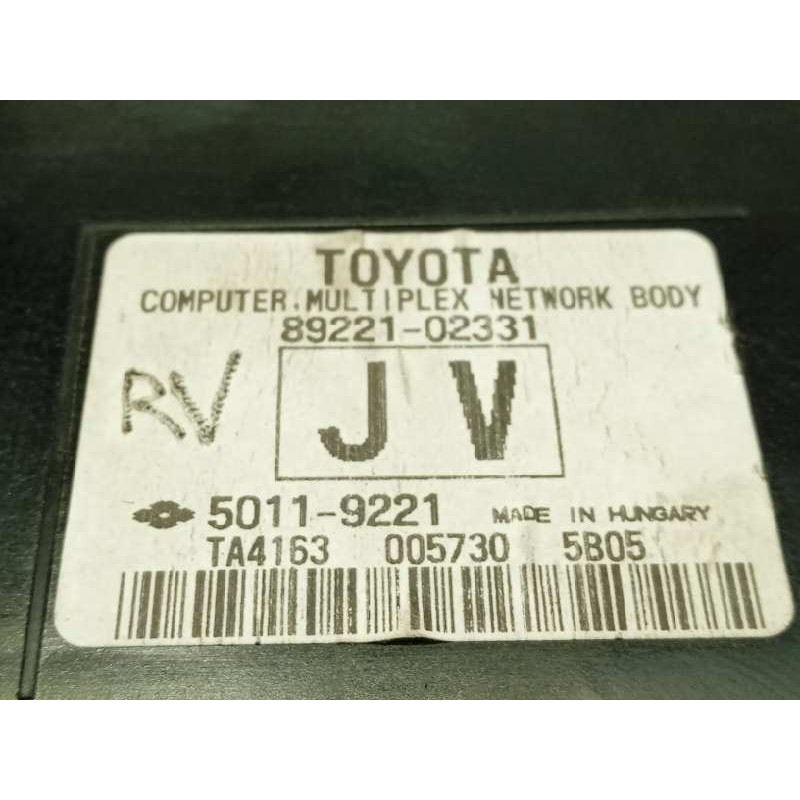 TOYOTA
COMPUTER.MULTIPLEX NETWORK BODY
89221-02331
RV
JV
5011-9221 MADE IN HUNGARY
TA4163 005730 5B05